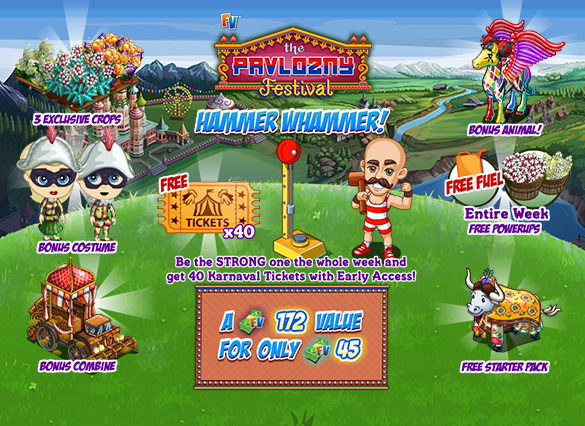 FV
the
PAVLOZNY
Festival
HAMMER WHAMMER!
3 EXCLUSIVE CROPS
BONUS ANIMAL!
FREE
TICKETS
x40
FREE FUEL
Entire Week
FREE POWERUPS
BONUS COSTUME
Be the STRONG one the whole week and
get 40 Karnaval Tickets with Early Access!
BONUS COMBINE
A FV 172 VALUE
FOR ONLY FV 45
FREE STARTER PACK